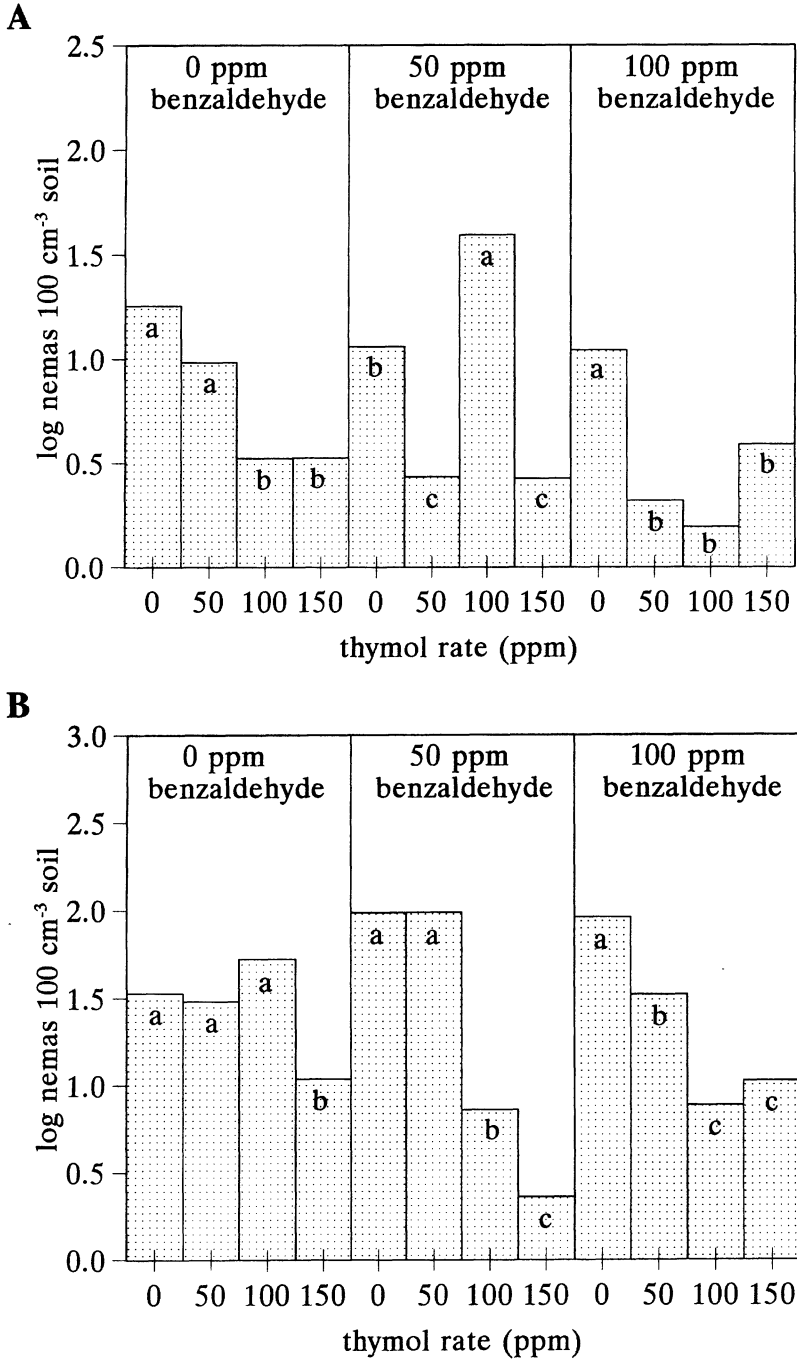 A
2.5
0 ppm 50 ppm 100 ppm
benzaldehyde benzaldehyde benzaldehyde
2.0
log nemas 100 cm⁻³ soil
1.5
a
a
1.0
a
b
a
0.5
b b
c
c
b
b
b
0.0
0 50 100 150 0 50 100 150 0 50 100 150
thymol rate (ppm)
B
3.0
0 ppm 50 ppm 100 ppm
benzaldehyde benzaldehyde benzaldehyde
2.5
log nemas 100 cm⁻³ soil
2.0
a a a
a
1.5
a a
b
1.0
b
b
c
c
0.5
c
0.0
0 50 100 150 0 50 100 150 0 50 100 150
thymol rate (ppm)